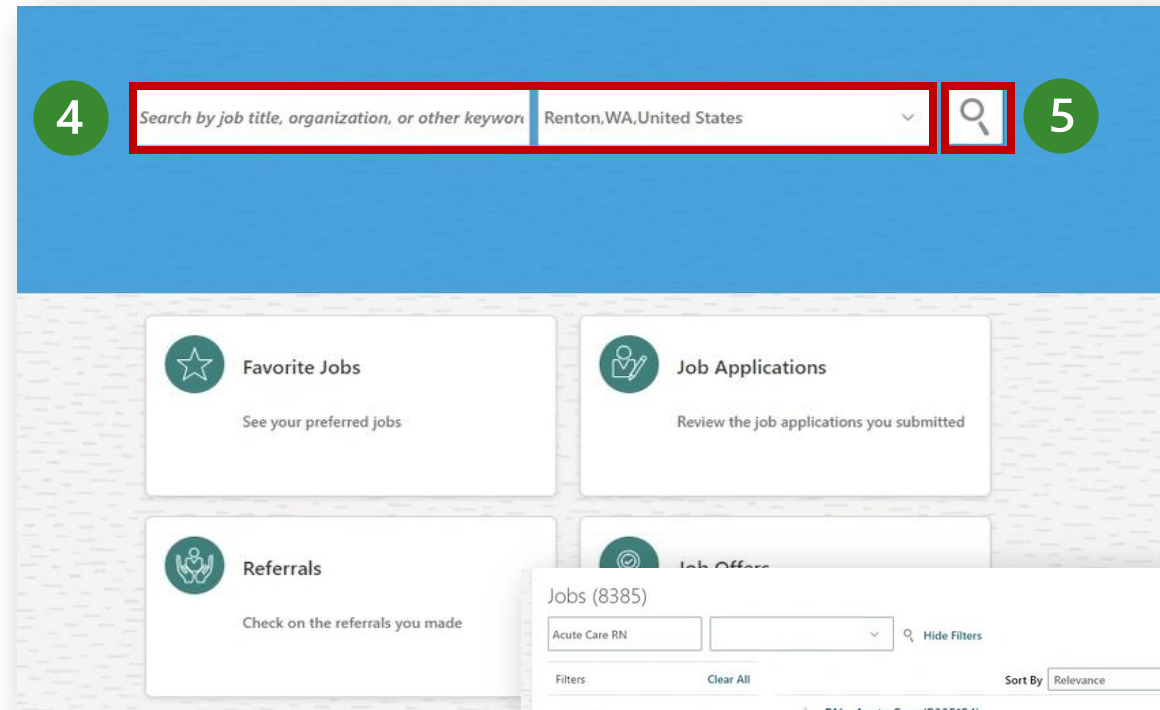 4
Search by job title, organization, or other keywor
Renton,WA,United States
5
Favorite Jobs
See your preferred jobs
Job Applications
Review the job applications you submitted
Referrals
Check on the referrals you made
Job Offers
Jobs (8385)
Acute Care RN
Hide Filters
Filters
Clear All
Sort By
Relevance